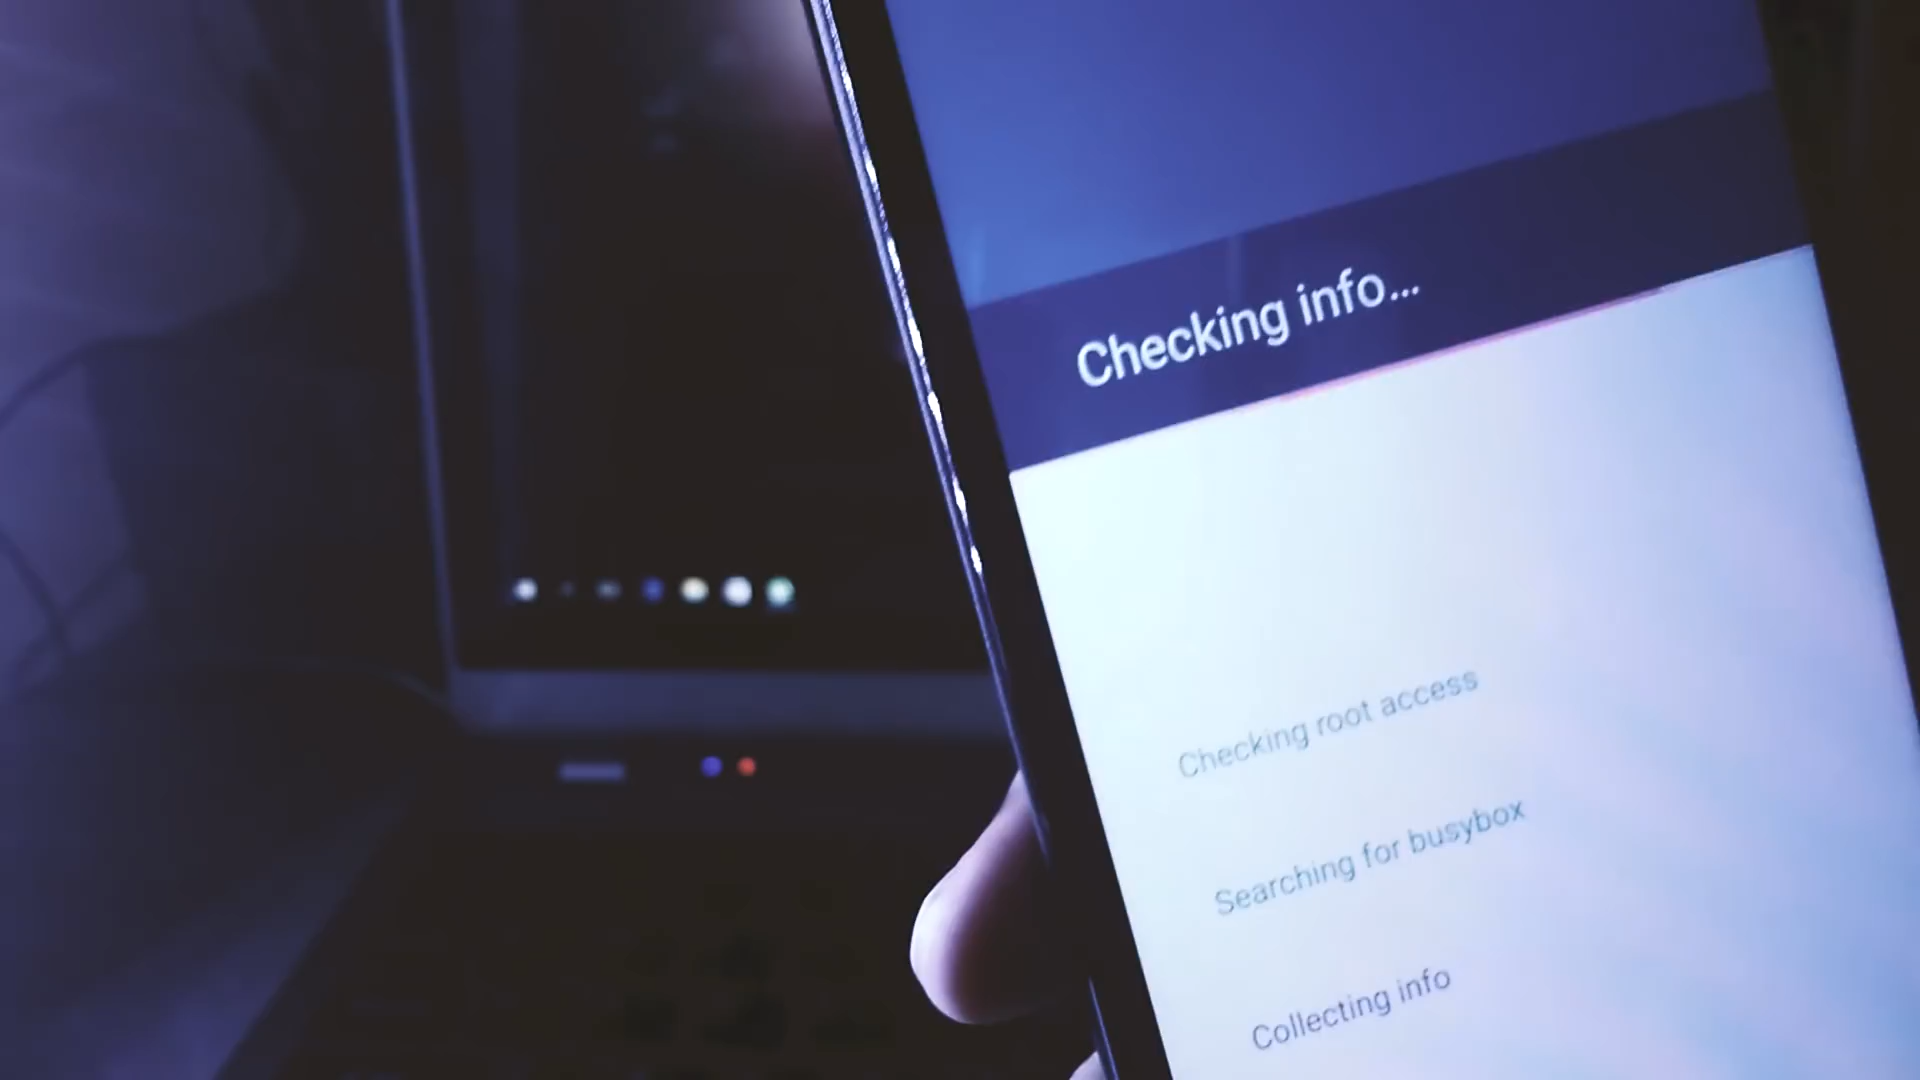 Checking info...
Checking root access
Searching for busybox
Collecting info